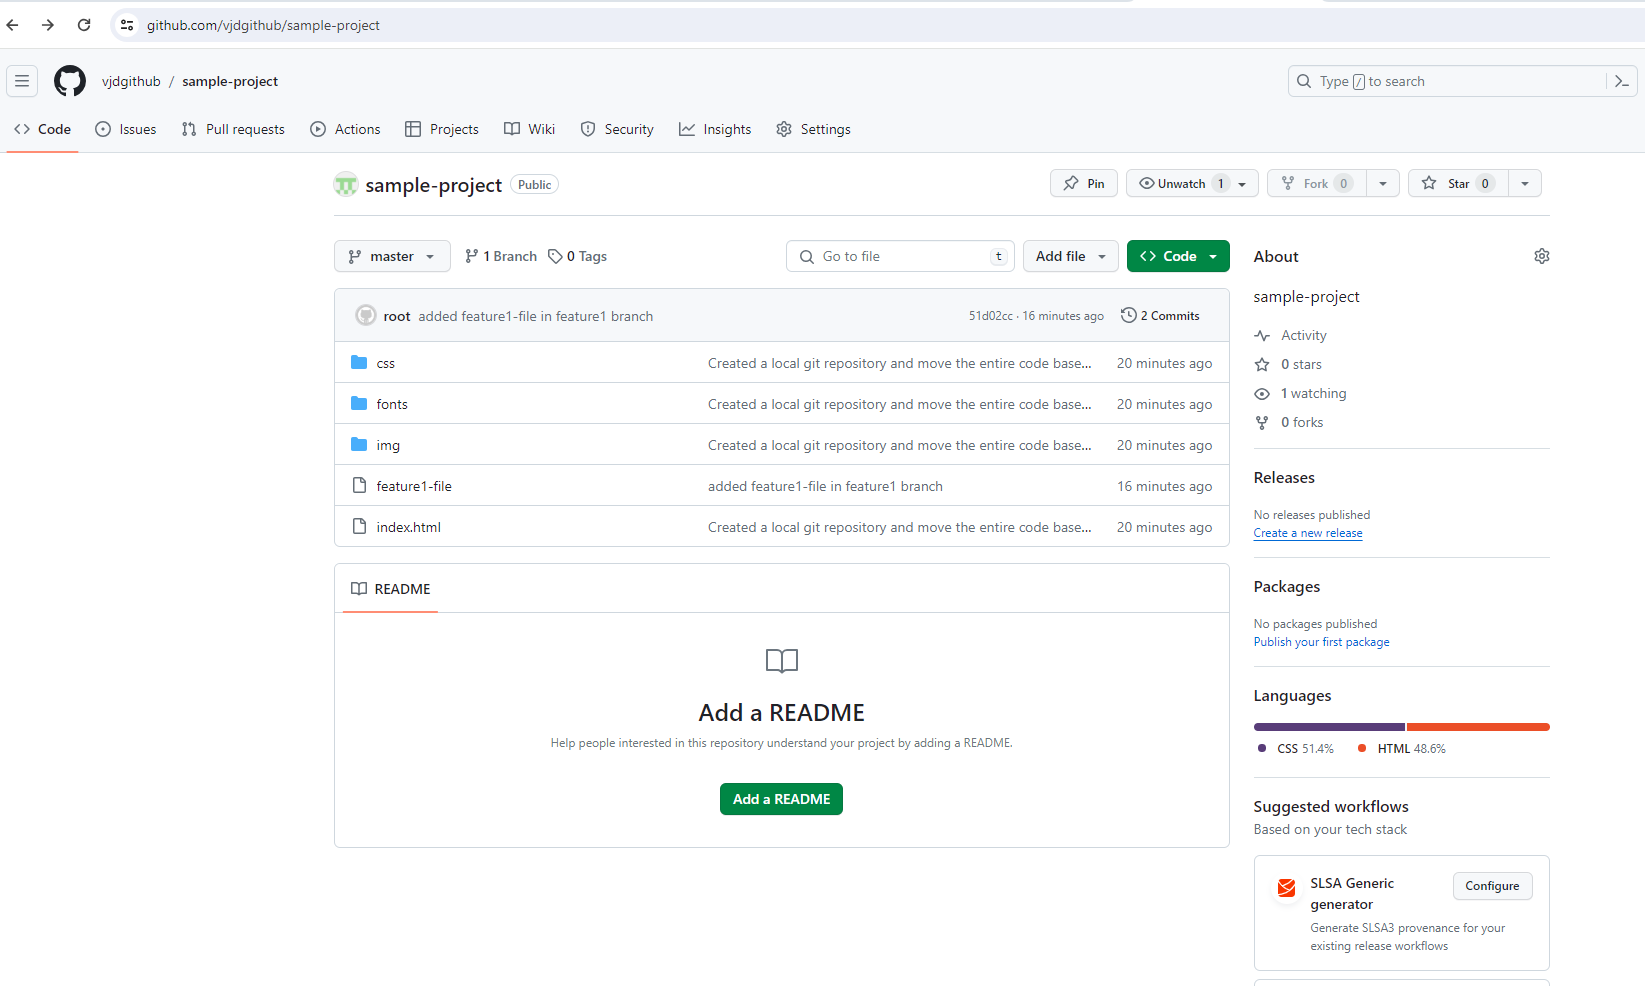 github.com/vjdgithub/sample-project
vjdgithub / sample-project
Type / to search
Code Issues Pull requests Actions Projects Wiki Security Insights Settings
sample-project Public
Pin Unwatch 1 Fork 0 Star 0
master 1 Branch 0 Tags Go to file t Add file Code
root added feature1-file in feature1 branch 51d02cc · 16 minutes ago 2 Commits
css Created a local git repository and move the entire code base... 20 minutes ago
fonts Created a local git repository and move the entire code base... 20 minutes ago
img Created a local git repository and move the entire code base... 20 minutes ago
feature1-file added feature1-file in feature1 branch 16 minutes ago
index.html Created a local git repository and move the entire code base... 20 minutes ago
README
Add a README
Help people interested in this repository understand your project by adding a README.
Add a README
About
sample-project
Activity
0 stars
1 watching
0 forks
Releases
No releases published
Create a new release
Packages
No packages published
Publish your first package
Languages
CSS 51.4% HTML 48.6%
Suggested workflows
Based on your tech stack
SLSA Generic
generator
Configure
Generate SLSA3 provenance for your
existing release workflows